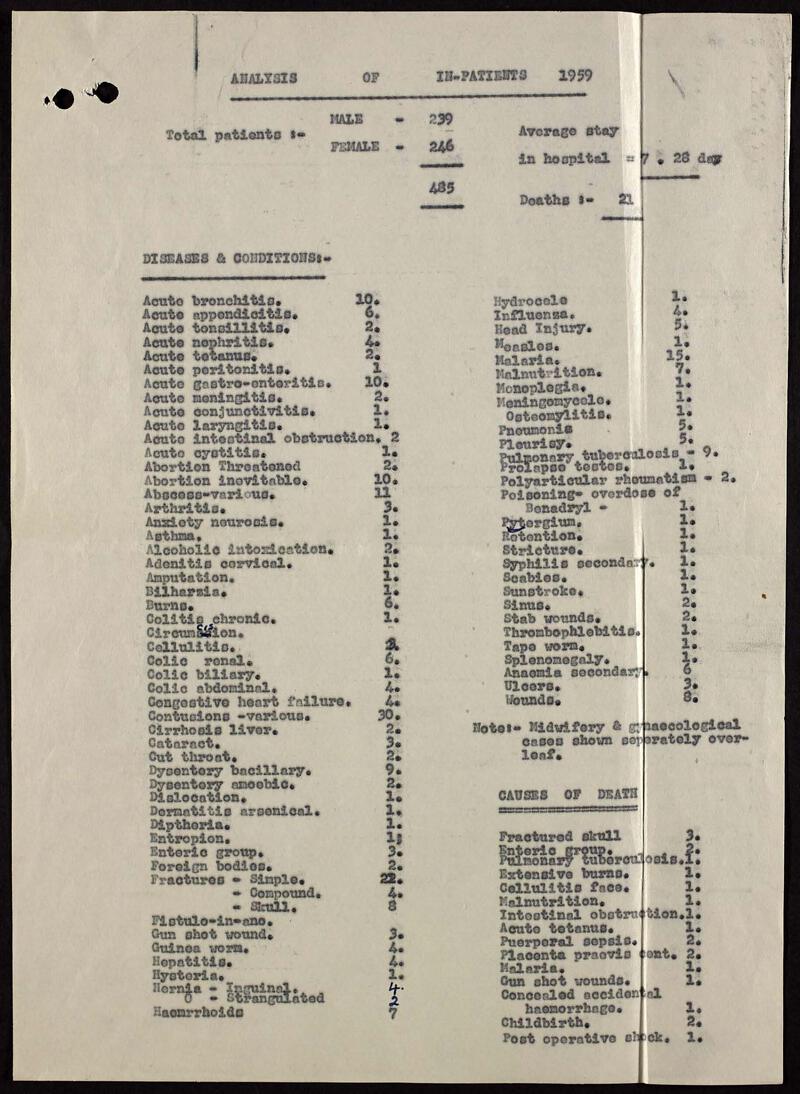 ANALYSIS OF IN-PATIENTS 1959
Total patients :-
MALE - 239
FEMALE - 246
485
Average stay
in hospital = 7 . 28 day
Deaths :- 21
DISEASES & CONDITIONS:-
Acute bronchitis. 10.
Acute appendicitis. 6.
Acute tonsillitis. 2.
Acute nephritis. 4.
Acute tetanus. 2.
Acute peritonitis. 1
Acute gastro-enteritis. 10.
Acute meningitis. 2.
Acute conjunctivitis. 1.
Acute laryngitis. 1.
Acute intestinal obstruction. 2
Acute cystitis. 1.
Abortion Threatened 2.
Abortion inevitable. 10.
Abscess-various. 11
Arthritis. 3.
Anxiety neurosis. 1.
Asthma. 1.
Alcoholic intoxication. 2.
Adenitis cervical. 1.
Amputation. 1.
Bilharzia. 1.
Burns. 6.
Colitis chronic. 1.
Circumsion.
Cellulitis.
Colic renal. 6.
Colic biliary. 1.
Colic abdominal. 4.
Congestive heart failure. 4.
Contusions -various. 30.
Cirrhosis liver. 2.
Cataract. 3.
Cut throat. 2.
Dysentery bacillary. 9.
Dysentery amoebic. 2.
Dislocation. 1.
Dermatitis arsenical. 1.
Diptheria. 1.
Entropion. 1;
Enteric group. 3.
Foreign bodies. 2.
Fractures - Simple. 22.
- Compound. 4.
- Skull. 8
Fistulo-in-ano.
Gun shot wound. 3.
Guinea worm. 4.
Hepatitis. 4.
Hysteria. 1.
Hernia - Inguinal. 4.
O - Strangulated 2
Haemrrhoids 7
Hydrocele 1.
Influenza. 4.
Head Injury. 5.
Measles. 1.
Malaria. 15.
Malnutrition. 7.
Monoplegia. 1.
Meningomycele. 1.
Osteomylitis. 1.
Pneumonia 5.
Pleurisy. 5.
Pulmonary tuberculosis - 9.
Prolapse testes. 1.
Polyarticular rheumatism - 2.
Poisoning- overdose of
Benadryl - 1.
Pytergium. 1.
Retention. 1.
Stricture. 1.
Syphilis secondary. 1.
Scabies. 1.
Sunstroke. 1.
Sinus. 2.
Stab wounds. 2.
Thrombophlebitis. 1.
Tape worm. 1.
Splenomegaly. 1.
Anaemia secondary. 6
Ulcers. 3.
Wounds. 8.
Note:- Midwifery & gynaecological
cases shown seperately over-
leaf.
CAUSES OF DEATH
Fractured skull 3.
Enteric group. 2.
Pulmonary tuberculosis.1.
Extensive burns. 1.
Cellulitis face. 1.
Malnutrition. 1.
Intestinal obstruction.1.
Acute tetanus. 1.
Puerperal sepsis. 2.
Placenta praevia cent. 2.
Malaria. 1.
Gun shot wounds. 1.
Concealed accidental
haemorrhage. 1.
Childbirth. 2.
Post operative shock. 1.